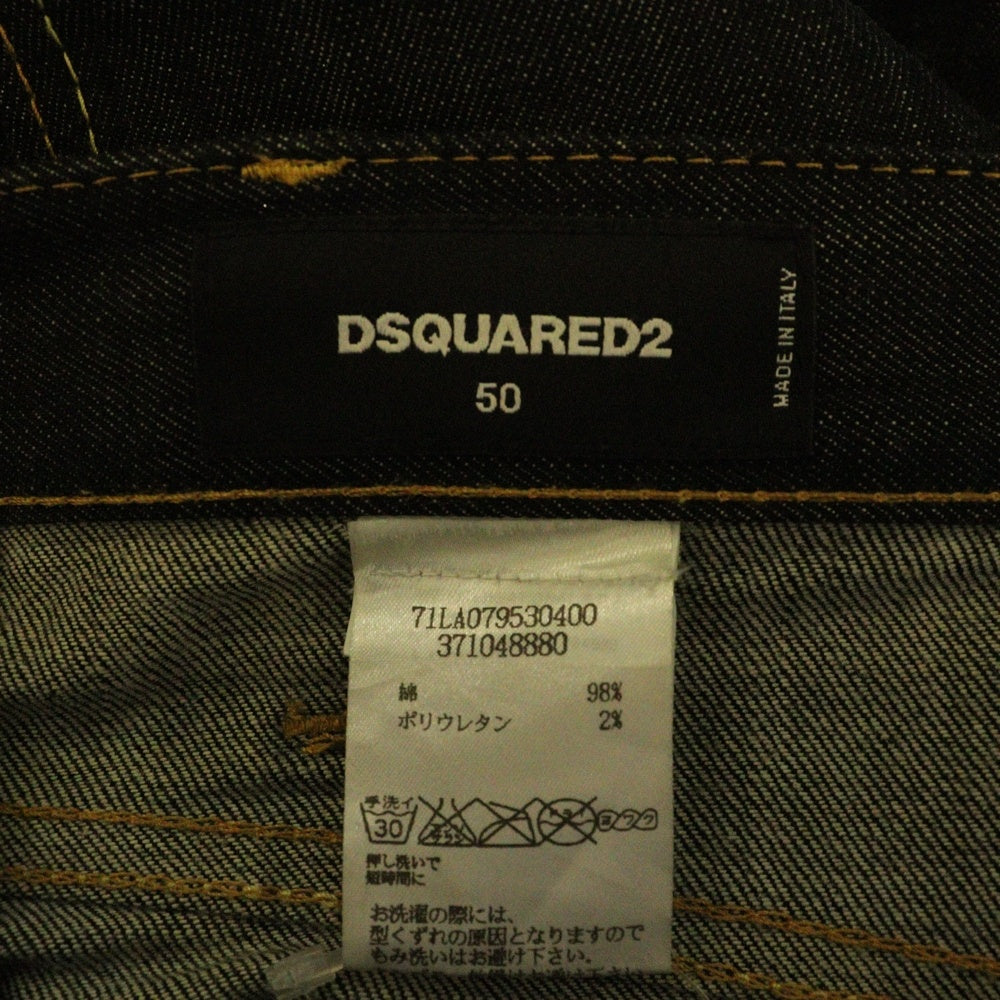 DSQUARED2
50
MADE IN ITALY
71LA079530400
371048880
綿 98%
ポリウレタン 2%
手洗イ
30
押し洗いで
短時間に
お洗濯の際には、
型くずれの原因となりますので
もみ洗いはお避け下さい。